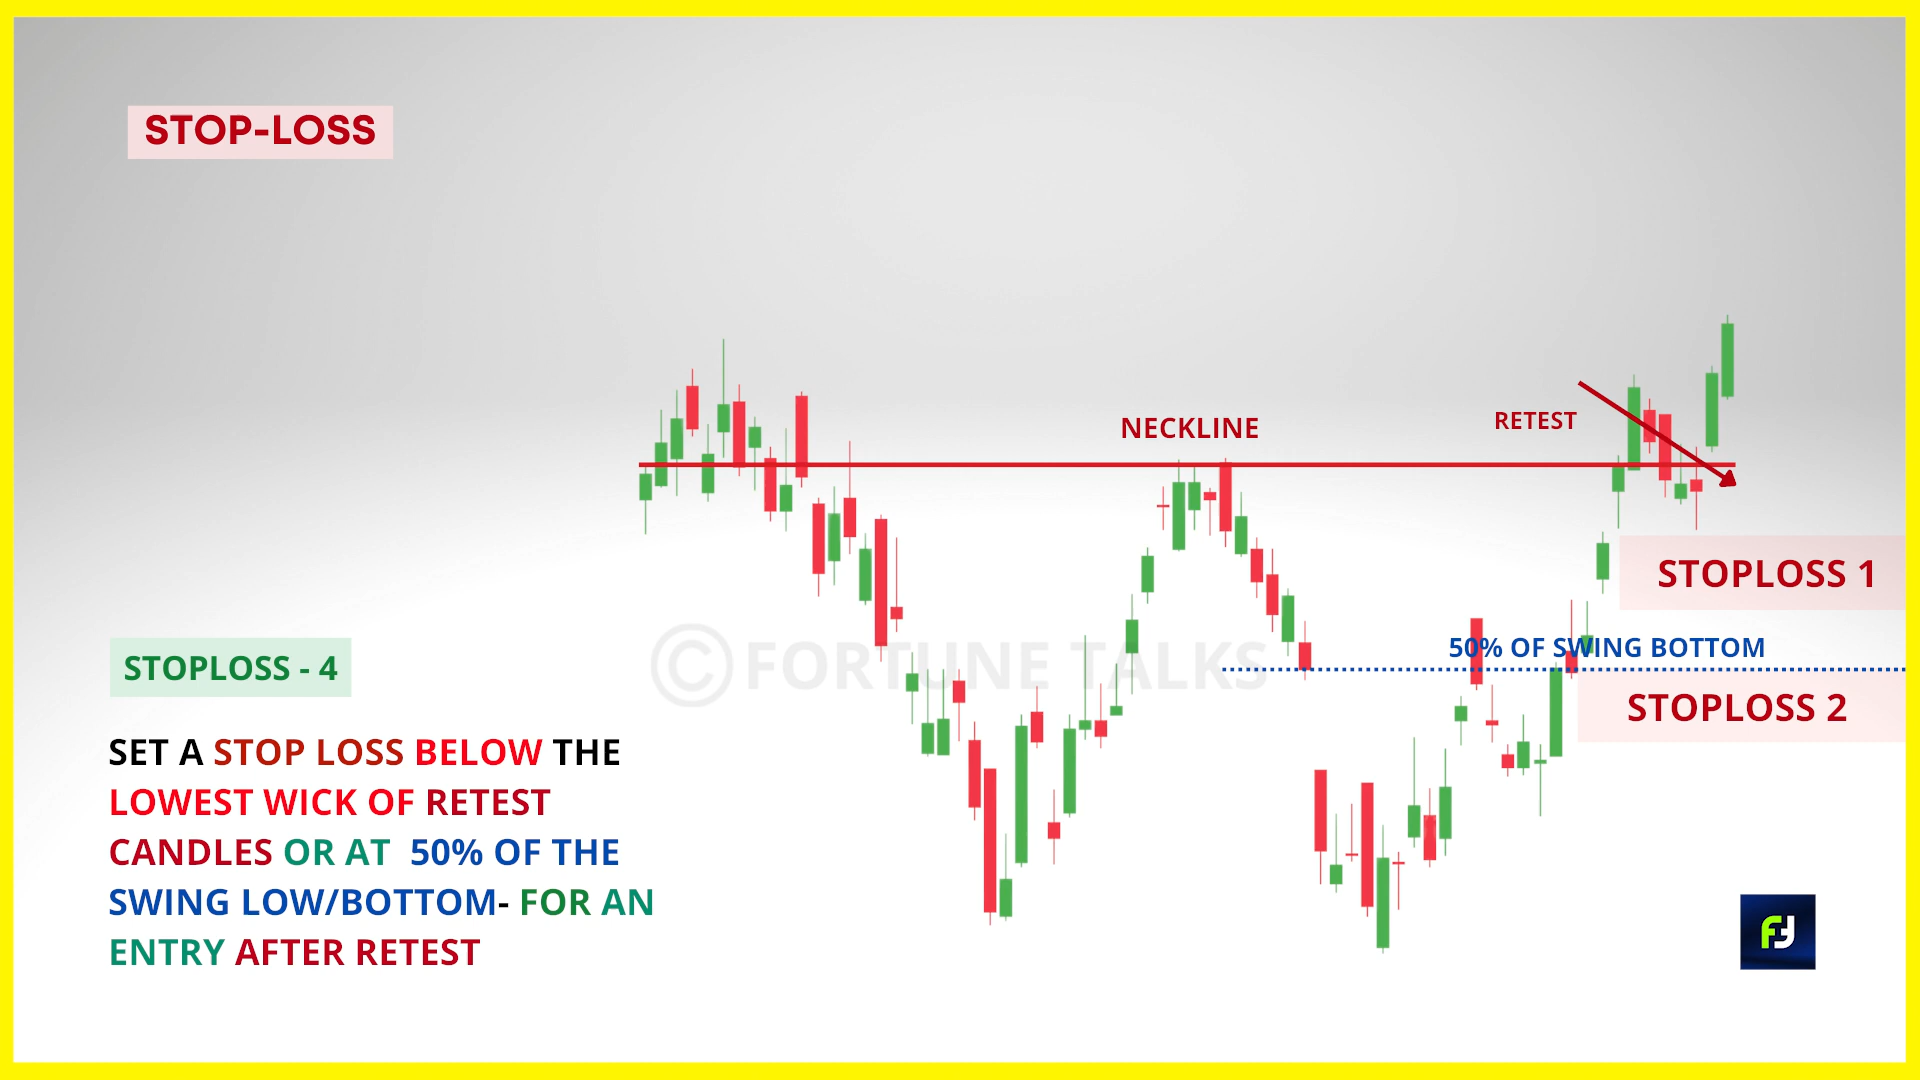 STOP-LOSS
NECKLINE
RETEST
STOPLOSS 1
50% OF SWING BOTTOM
STOPLOSS 2
© FORTUNE TALKS
STOPLOSS - 4
SET A STOP LOSS BELOW THE
LOWEST WICK OF RETEST
CANDLES OR AT 50% OF THE
SWING LOW/BOTTOM- FOR AN
ENTRY AFTER RETEST